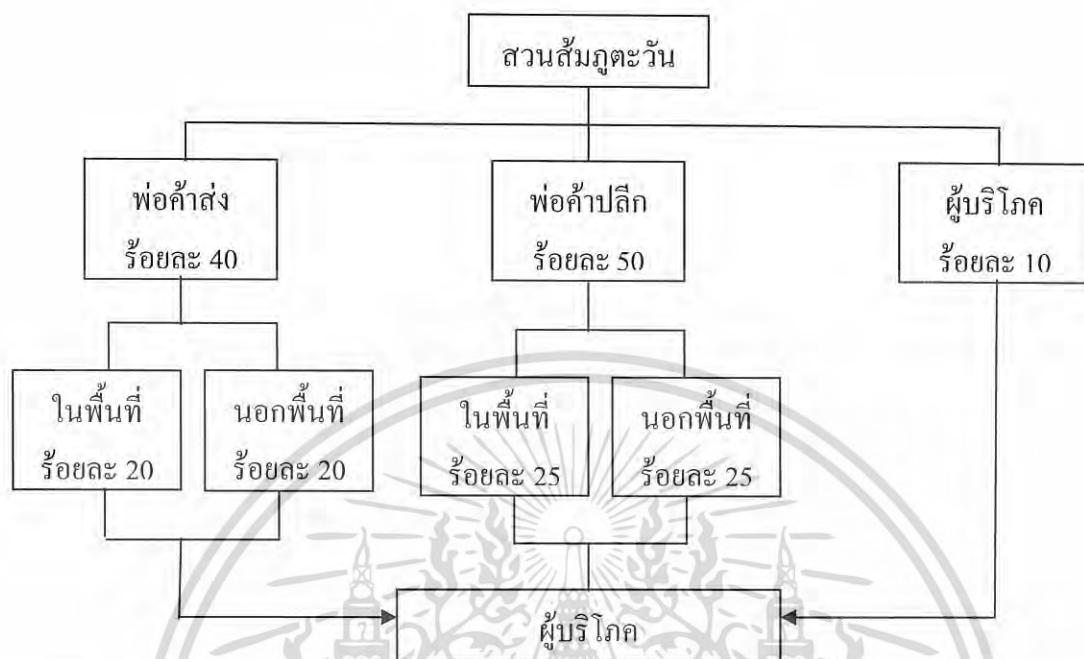 สวนส้มภูตะวัน
พ่อค้าส่ง
ร้อยละ 40
พ่อค้าปลีก
ร้อยละ 50
ผู้บริโภค
ร้อยละ 10
ในพื้นที่
ร้อยละ 20
นอกพื้นที่
ร้อยละ 20
ในพื้นที่
ร้อยละ 25
นอกพื้นที่
ร้อยละ 25
ผู้บริโภค